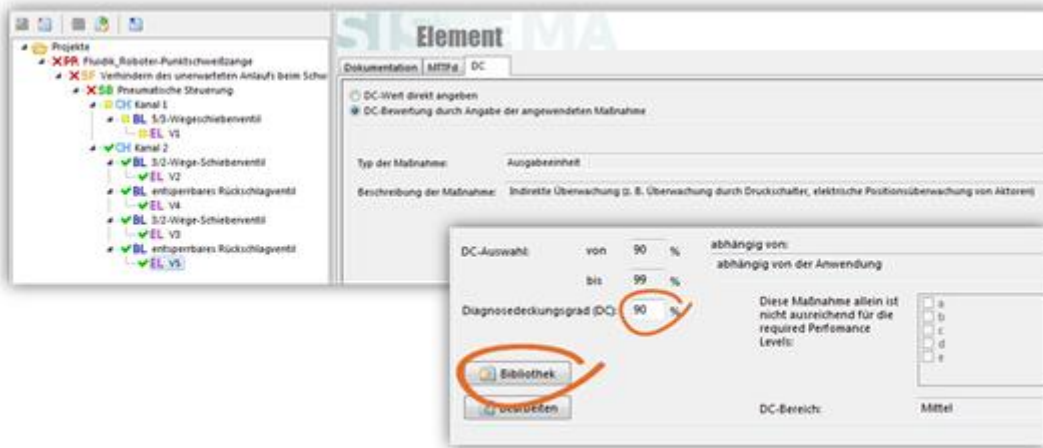 SISTEMA
Element
Projekte
PR Fluidik_Roboter-Punktschweißzange
SF Verhindern des unerwarteten Anlaufs beim Schw
SB Pneumatische Steuerung
CH Kanal 1
BL 5/3-Wegeschieberventil
EL V1
CH Kanal 2
BL 3/2-Wege-Schieberventil
EL V2
BL entsperrbares Rückschlagventil
EL V4
BL 3/2-Wege-Schieberventil
EL V3
BL entsperrbares Rückschlagventil
EL V5
Dokumentation MTTFd DC
DC-Wert direkt angeben
DC-Bewertung durch Angabe der angewendeten Maßnahme
Typ der Maßnahme: Ausgabeeinheit
Beschreibung der Maßnahme: Indirekte Überwachung (z. B. Überwachung durch Druckschalter, elektrische Positionsüberwachung von Aktoren)
DC-Auswahl: von 90 % abhängig von:
abhängig von der Anwendung
bis 99 %
Diagnosedeckungsgrad (DC): 90 %
Diese Maßnahme allein ist
nicht ausreichend für die
required Perfomance
Levels:
a
b
c
d
e
Bibliothek
Bearbeiten
DC-Bereich: Mittel